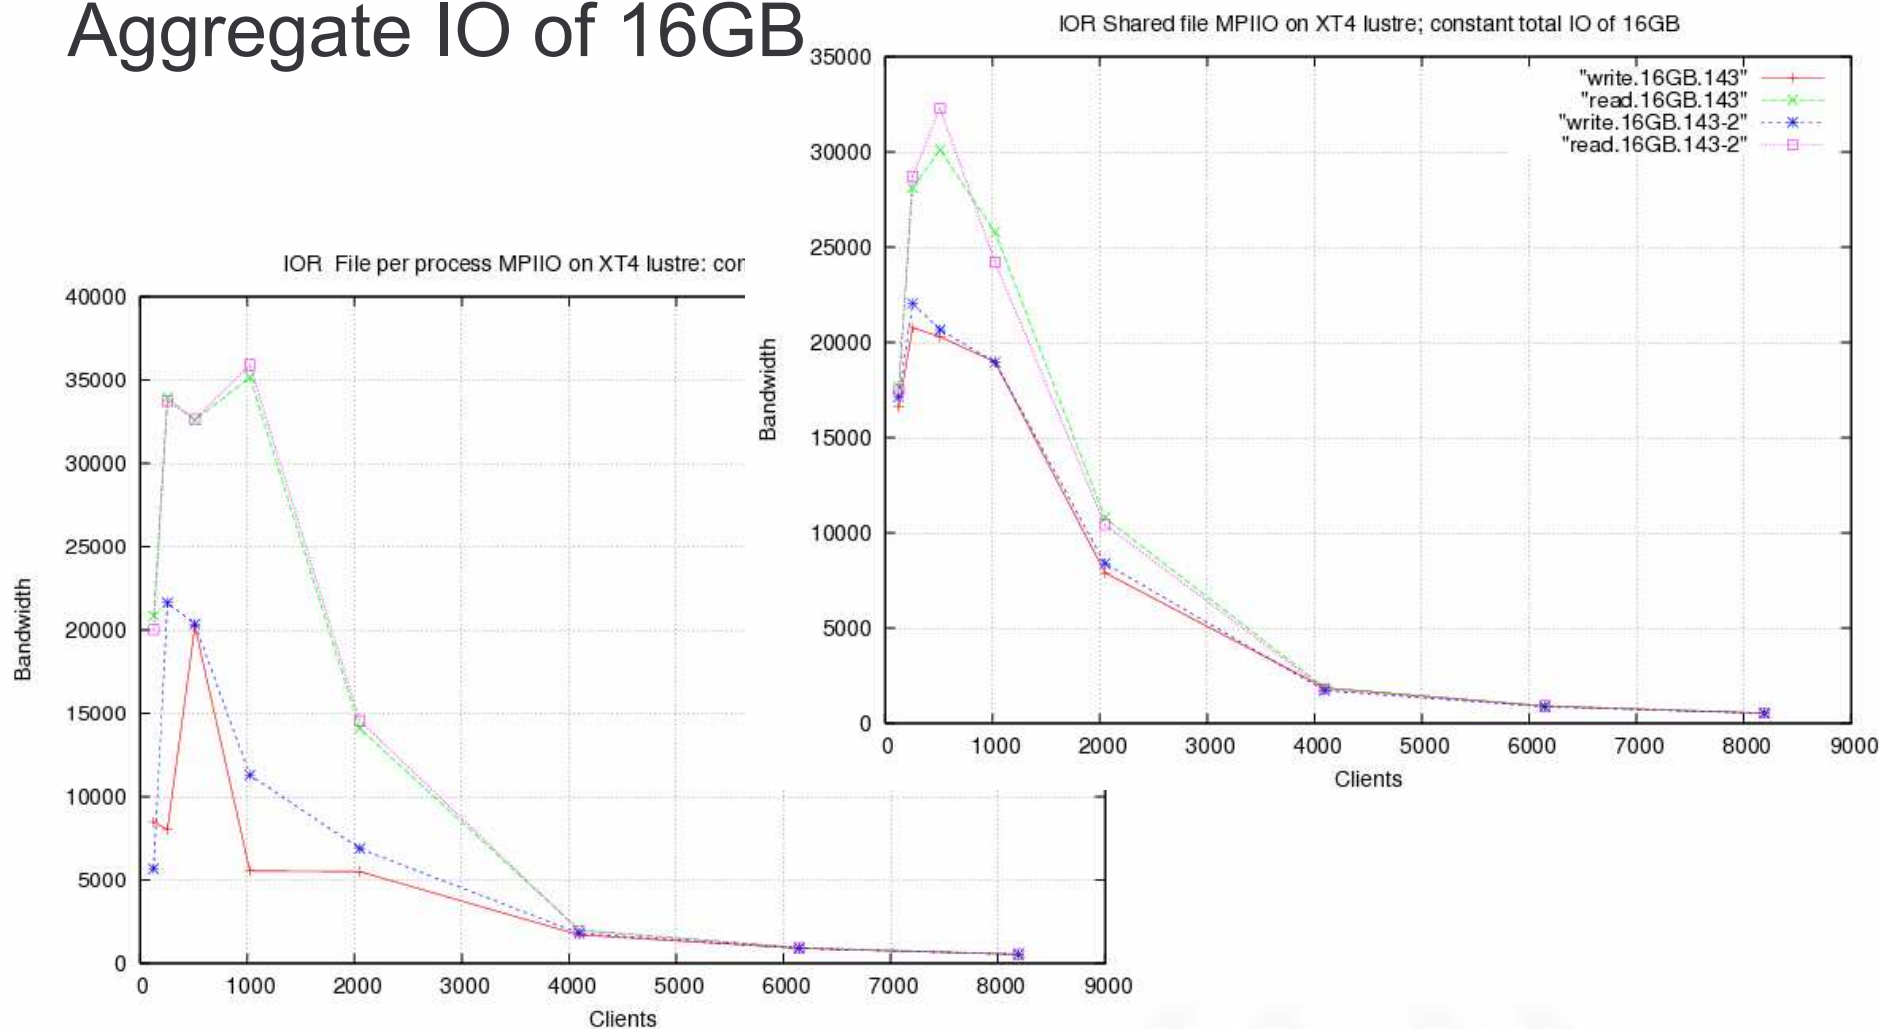 Aggregate IO of 16GB
IOR Shared file MPIIO on XT4 lustre; constant total IO of 16GB
35000
30000
25000
20000
15000
10000
5000
0
Bandwidth
"write.16GB.143"
"read.16GB.143"
"write.16GB.143-2"
"read.16GB.143-2"
0 1000 2000 3000 4000 5000 6000 7000 8000 9000
Clients
IOR File per process MPIIO on XT4 lustre: con
40000
35000
30000
25000
20000
15000
10000
5000
0
Bandwidth
0 1000 2000 3000 4000 5000 6000 7000 8000 9000
Clients